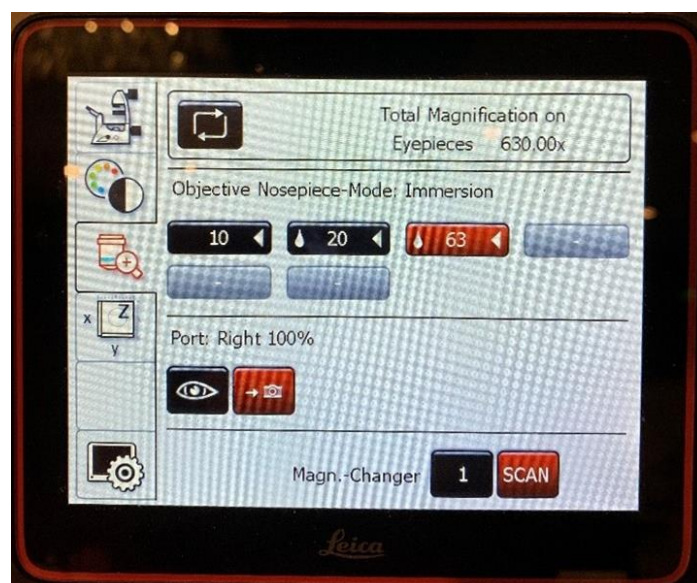 Total Magnification on
Eyepieces 630.00x
Objective Nosepiece-Mode: Immersion
10 20 63 -
- -
x Z
y
Port: Right 100%
Magn.-Changer 1 SCAN
Leica